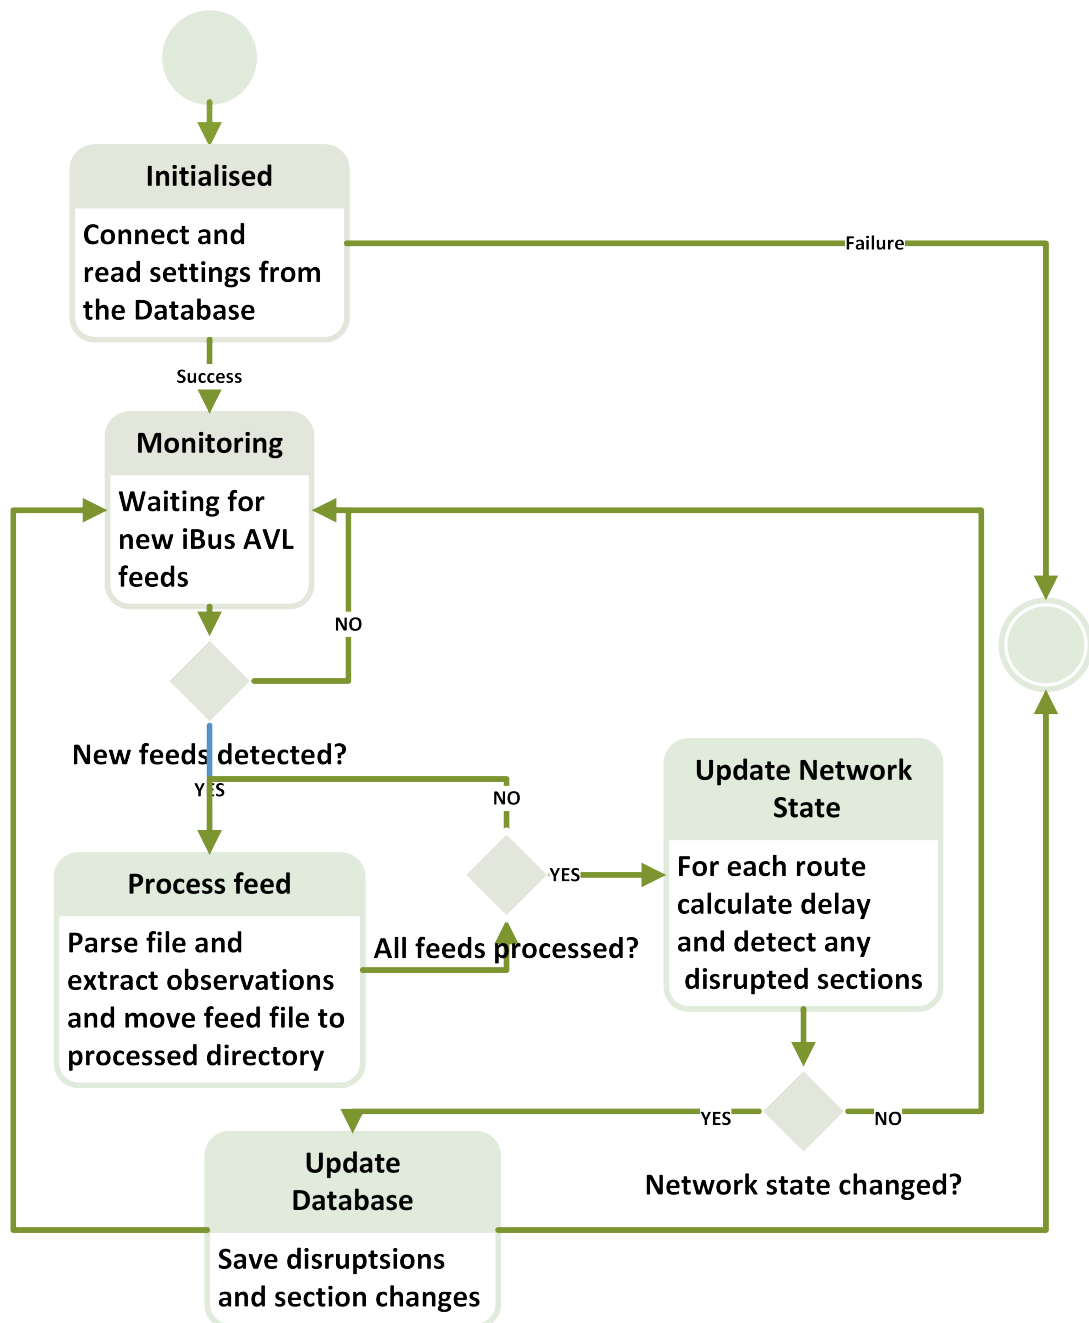 Initialised
Connect and
read settings from
the Database
Failure
Success
Monitoring
Waiting for
new iBus AVL
feeds
NO
New feeds detected?
YES
NO
Update Network
State
For each route
calculate delay
and detect any
disrupted sections
YES
Process feed
Parse file and
extract observations
and move feed file to
processed directory
All feeds processed?
YES
NO
Network state changed?
Update
Database
Save disruptsions
and section changes